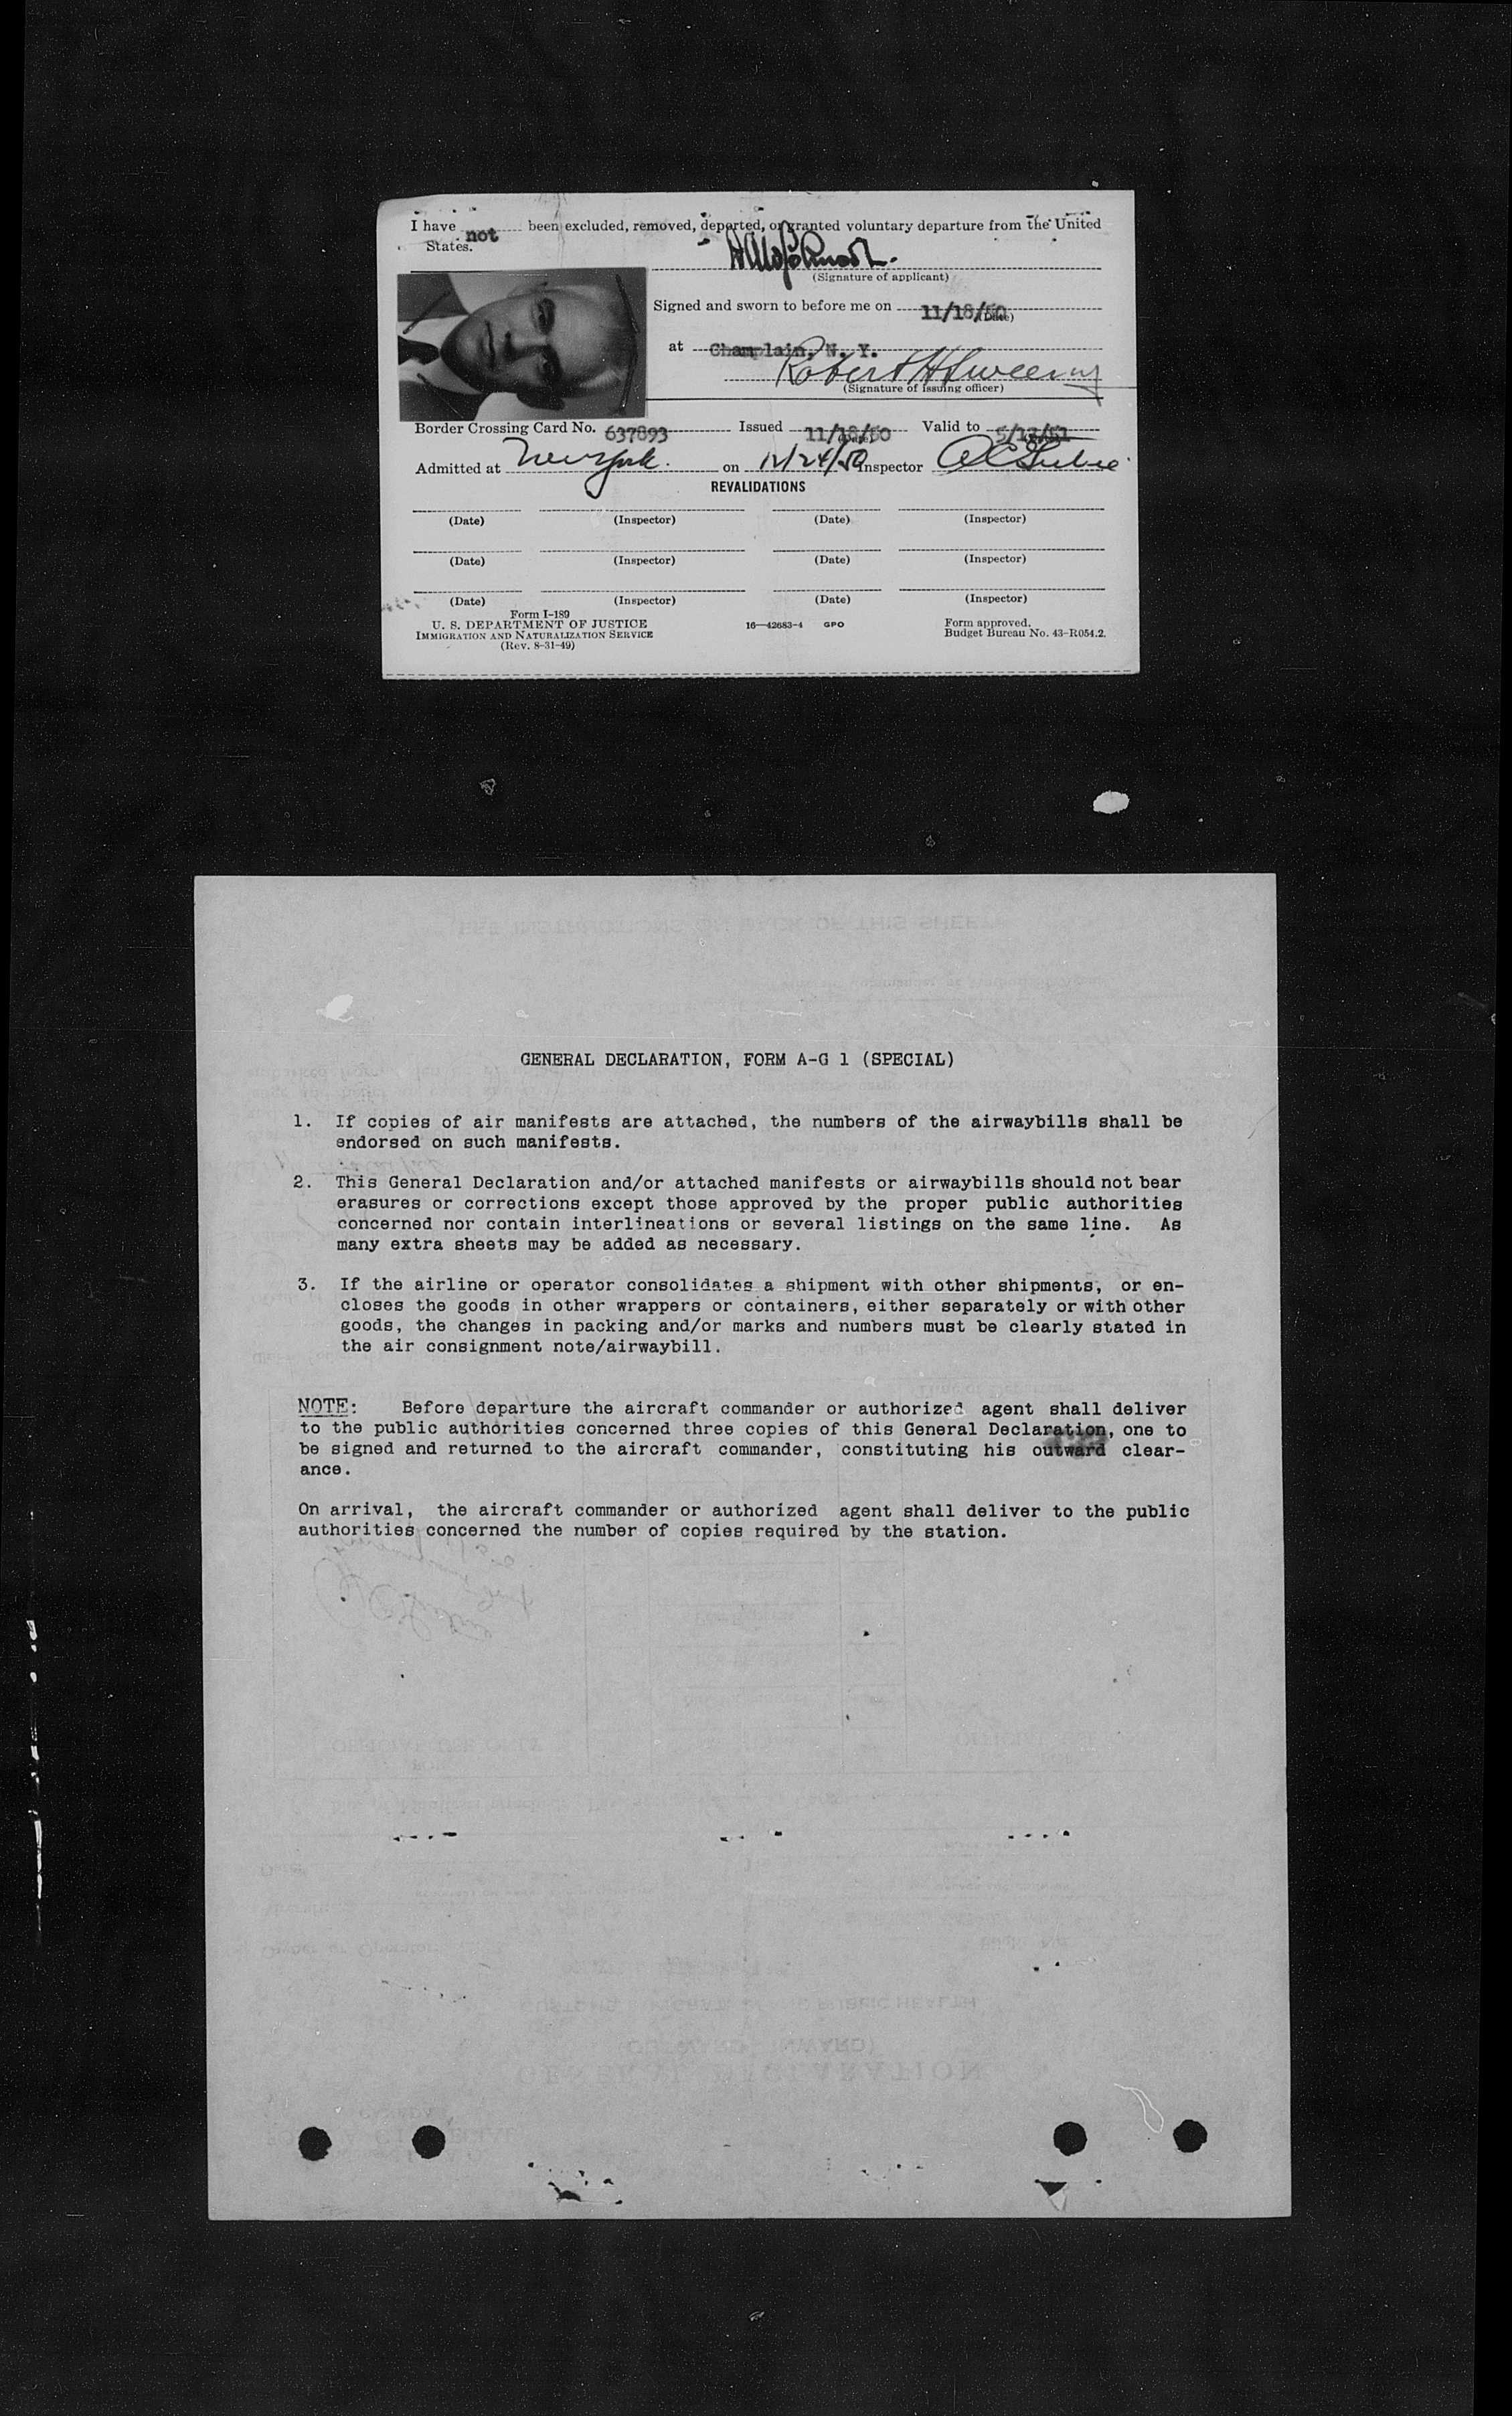 I have not been excluded, removed, deported, or granted voluntary departure from the United
States.
(Signature of applicant)
Signed and sworn to before me on 11/18/50
(Date)
at Champlain, N. Y.
Robert H Sweeney
(Signature of issuing officer)
Border Crossing Card No. 637893 Issued 11/18/50 Valid to 5/17/51
(Date)
Admitted at New York. on 12/24/50 Inspector
REVALIDATIONS
(Date) (Inspector) (Date) (Inspector)
(Date) (Inspector) (Date) (Inspector)
(Date) (Inspector) (Date) (Inspector)
Form I-189
U. S. DEPARTMENT OF JUSTICE
IMMIGRATION AND NATURALIZATION SERVICE
(Rev. 8-31-49)
16—42683-4 GPO
Form approved.
Budget Bureau No. 43-R054.2.
GENERAL DECLARATION, FORM A-G 1 (SPECIAL)
1. If copies of air manifests are attached, the numbers of the airwaybills shall be
endorsed on such manifests.
2. This General Declaration and/or attached manifests or airwaybills should not bear
erasures or corrections except those approved by the proper public authorities
concerned nor contain interlineations or several listings on the same line. As
many extra sheets may be added as necessary.
3. If the airline or operator consolidates a shipment with other shipments, or en-
closes the goods in other wrappers or containers, either separately or with other
goods, the changes in packing and/or marks and numbers must be clearly stated in
the air consignment note/airwaybill.
NOTE: Before departure the aircraft commander or authorized agent shall deliver
to the public authorities concerned three copies of this General Declaration, one to
be signed and returned to the aircraft commander, constituting his outward clear-
ance.
On arrival, the aircraft commander or authorized agent shall deliver to the public
authorities concerned the number of copies required by the station.